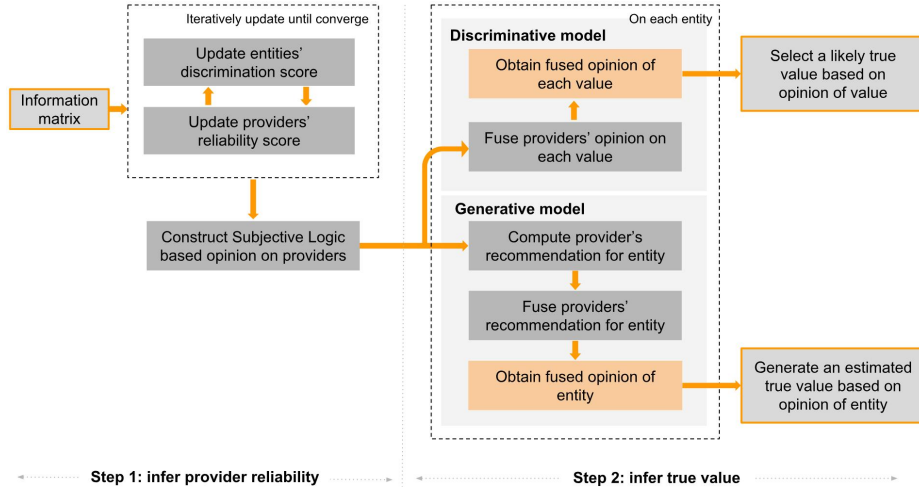 Iteratively update until converge
Update entities’
discrimination score
Update providers’
reliability score
Information
matrix
Construct Subjective Logic
based opinion on providers
Step 1: infer provider reliability
On each entity
Discriminative model
Obtain fused opinion of
each value
Fuse providers’ opinion on
each value
Select a likely true
value based on
opinion of value
Generative model
Compute provider’s
recommendation for entity
Fuse providers’
recommendation for entity
Obtain fused opinion of
entity
Generate an estimated
true value based on
opinion of entity
Step 2: infer true value